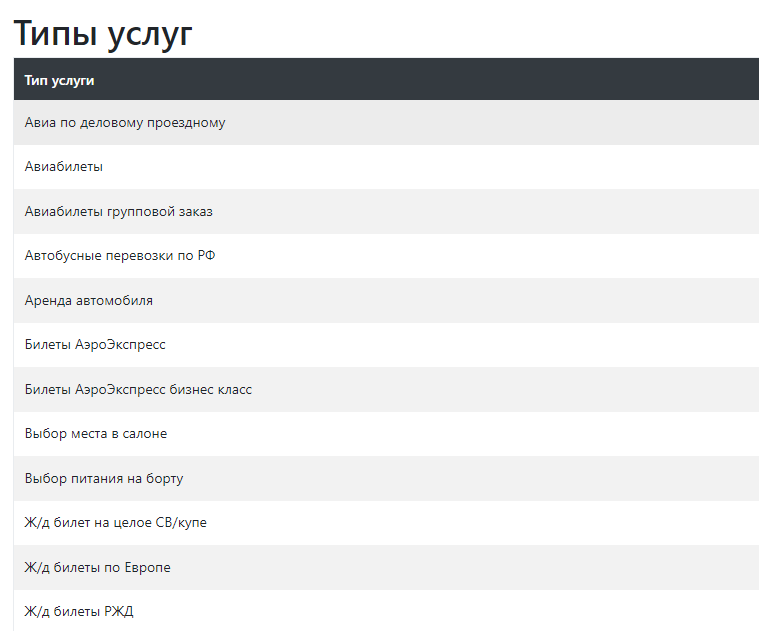 Типы услуг
Тип услуги
Авиа по деловому проездному
Авиабилеты
Авиабилеты групповой заказ
Автобусные перевозки по РФ
Аренда автомобиля
Билеты АэроЭкспресс
Билеты АэроЭкспресс бизнес класс
Выбор места в салоне
Выбор питания на борту
Ж/д билет на целое СВ/купе
Ж/д билеты по Европе
Ж/д билеты РЖД